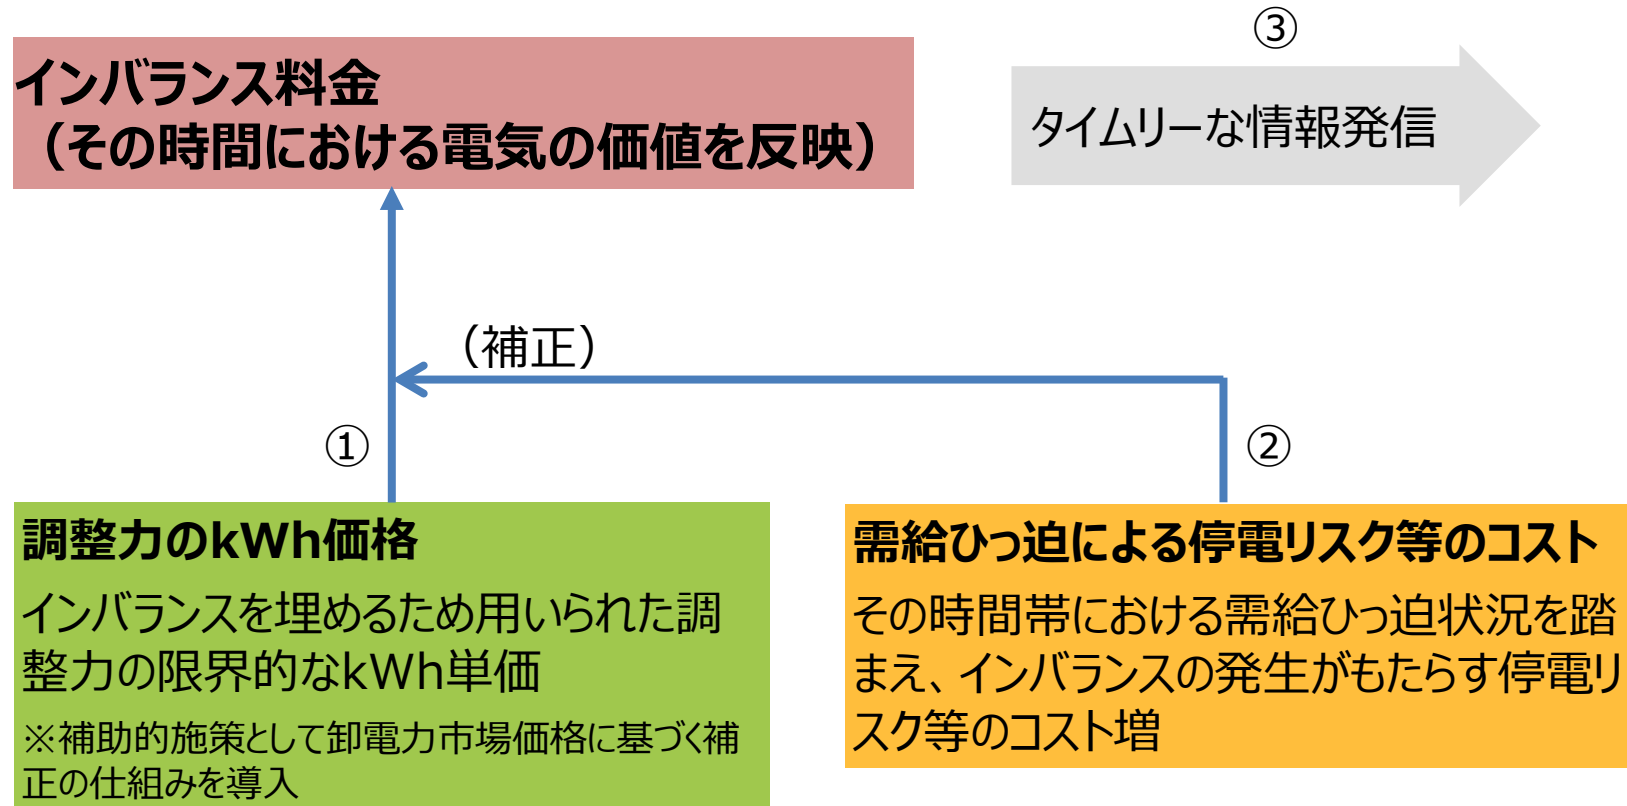 ③
インバランス料金
（その時間における電気の価値を反映）
タイムリーな情報発信
（補正）
①
②
調整力のkWh価格
インバランスを埋めるため用いられた調
整力の限界的なkWh単価
※補助的施策として卸電力市場価格に基づく補
正の仕組みを導入
需給ひっ迫による停電リスク等のコスト
その時間帯における需給ひっ迫状況を踏
まえ、インバランスの発生がもたらす停電リ
スク等のコスト増